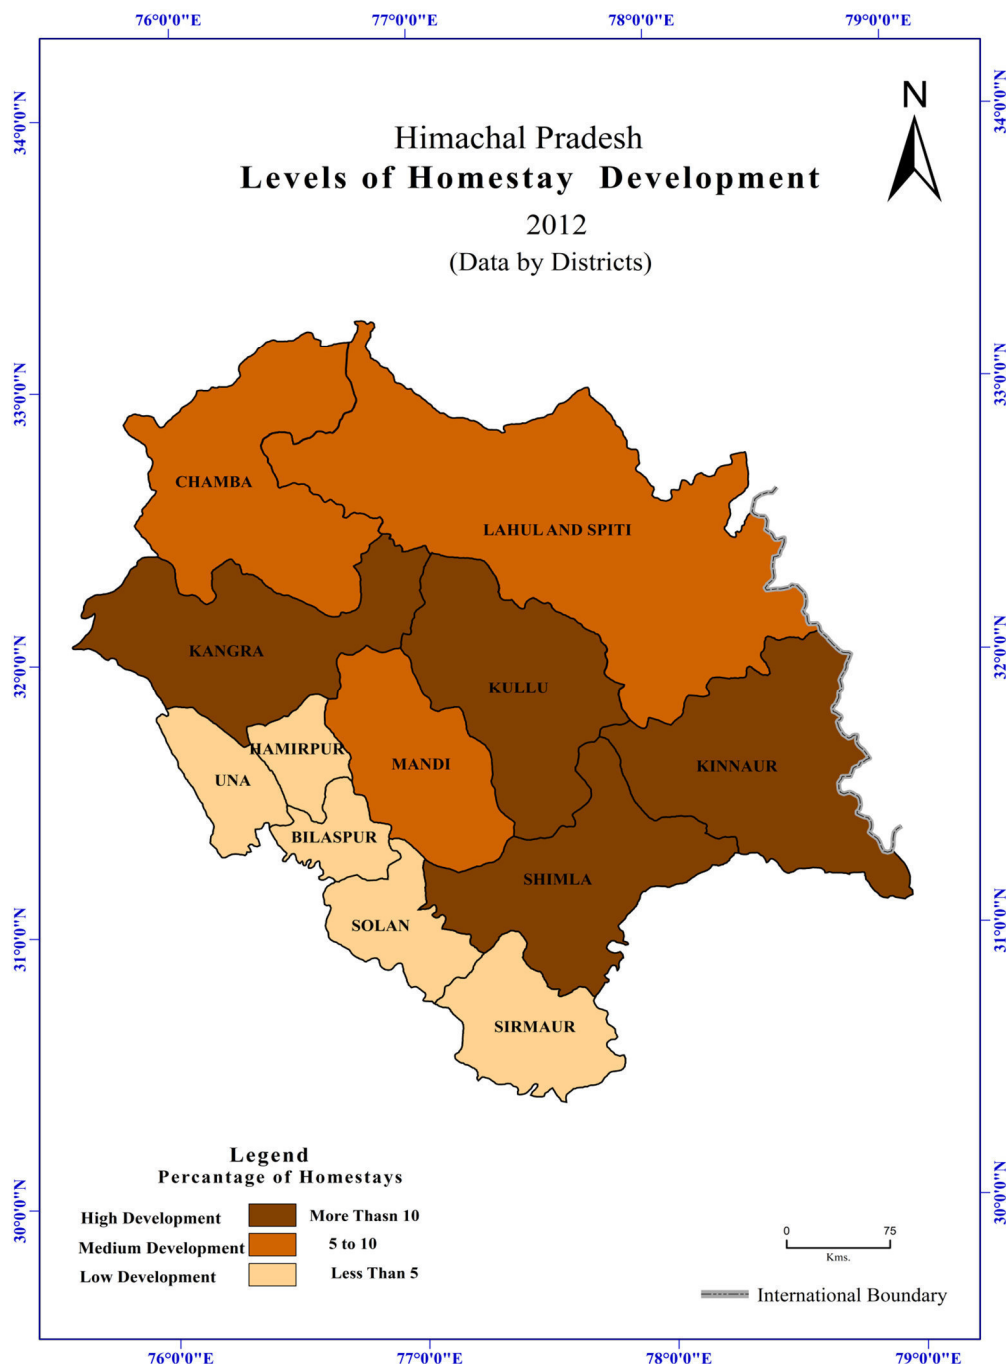 76°0'0"E 77°0'0"E 78°0'0"E 79°0'0"E
34°0'0"N
34°0'0"N
N
Himachal Pradesh
Levels of Homestay Development
2012
(Data by Districts)
33°0'0"N
33°0'0"N
CHAMBA
LAHUL AND SPITI
KANGRA
32°0'0"N
32°0'0"N
KULLU
HAMIRPUR
MANDI
KINNAUR
UNA
BILASPUR
SHIMLA
SOLAN
31°0'0"N
31°0'0"N
SIRMAUR
Legend
Percantage of Homestays
High Development More Thasn 10
Medium Development 5 to 10
Low Development Less Than 5
30°0'0"N
30°0'0"N
0 75
Kms.
International Boundary
76°0'0"E 77°0'0"E 78°0'0"E 79°0'0"E